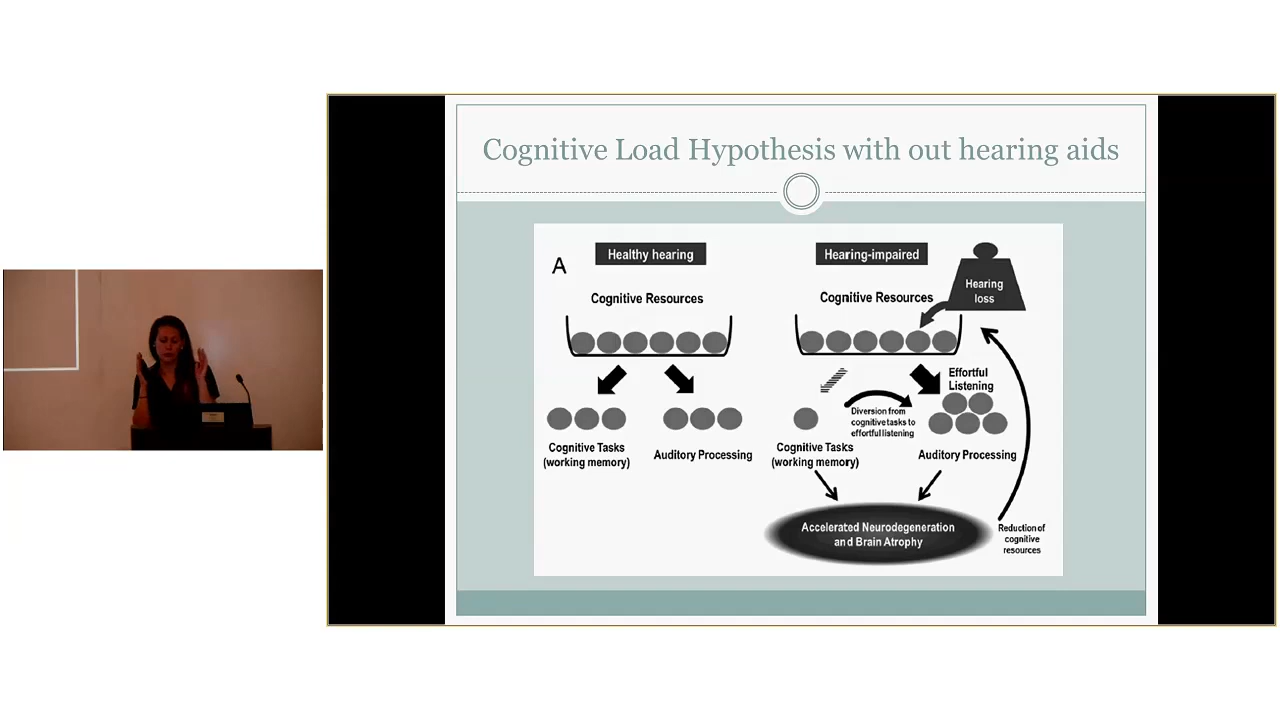 Cognitive Load Hypothesis with out hearing aids
A
Healthy hearing
Cognitive Resources
Cognitive Tasks
(working memory)
Auditory Processing
Hearing-impaired
Cognitive Resources
Hearing
loss
Effortful
Listening
Diversion from
cognitive tasks to
effortful listening
Cognitive Tasks
(working memory)
Auditory Processing
Accelerated Neurodegeneration
and Brain Atrophy
Reduction of
cognitive
resources